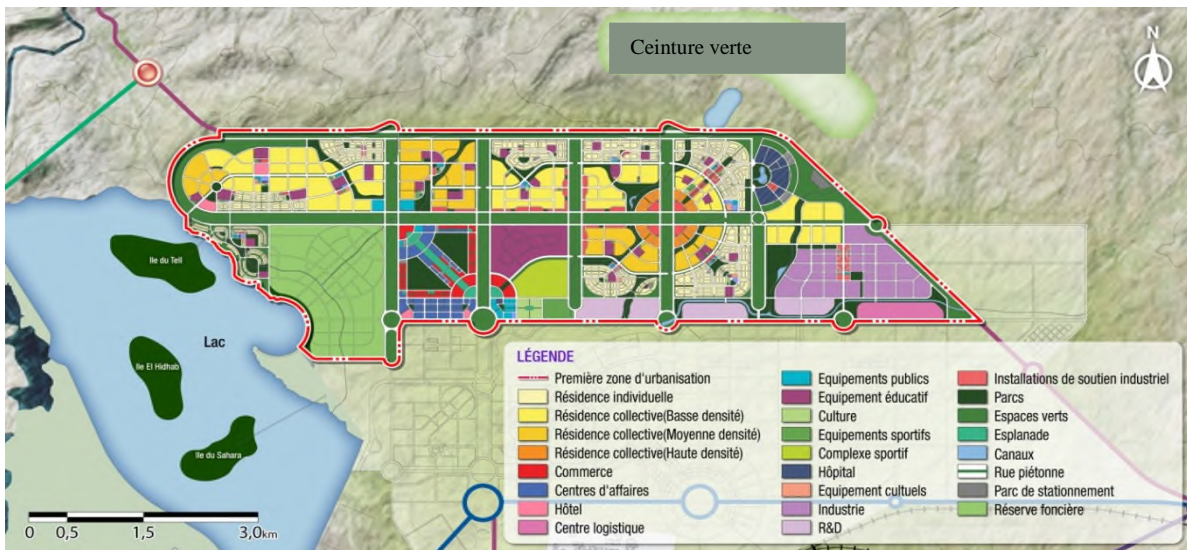 Ceinture verte
N
Ile du Tell
Lac
Ile El Hidhab
Ile du Sahara
0 0,5 1,5 3,0km
LÉGENDE
Première zone d'urbanisation
Résidence individuelle
Résidence collective(Basse densité)
Résidence collective(Moyenne densité)
Résidence collective(Haute densité)
Commerce
Centres d'affaires
Hôtel
Centre logistique
Equipements publics
Equipement éducatif
Culture
Equipements sportifs
Complexe sportif
Hôpital
Equipement cultuels
Industrie
R&D
Installations de soutien industriel
Parcs
Espaces verts
Esplanade
Canaux
Rue piétonne
Parc de stationnement
Réserve foncière